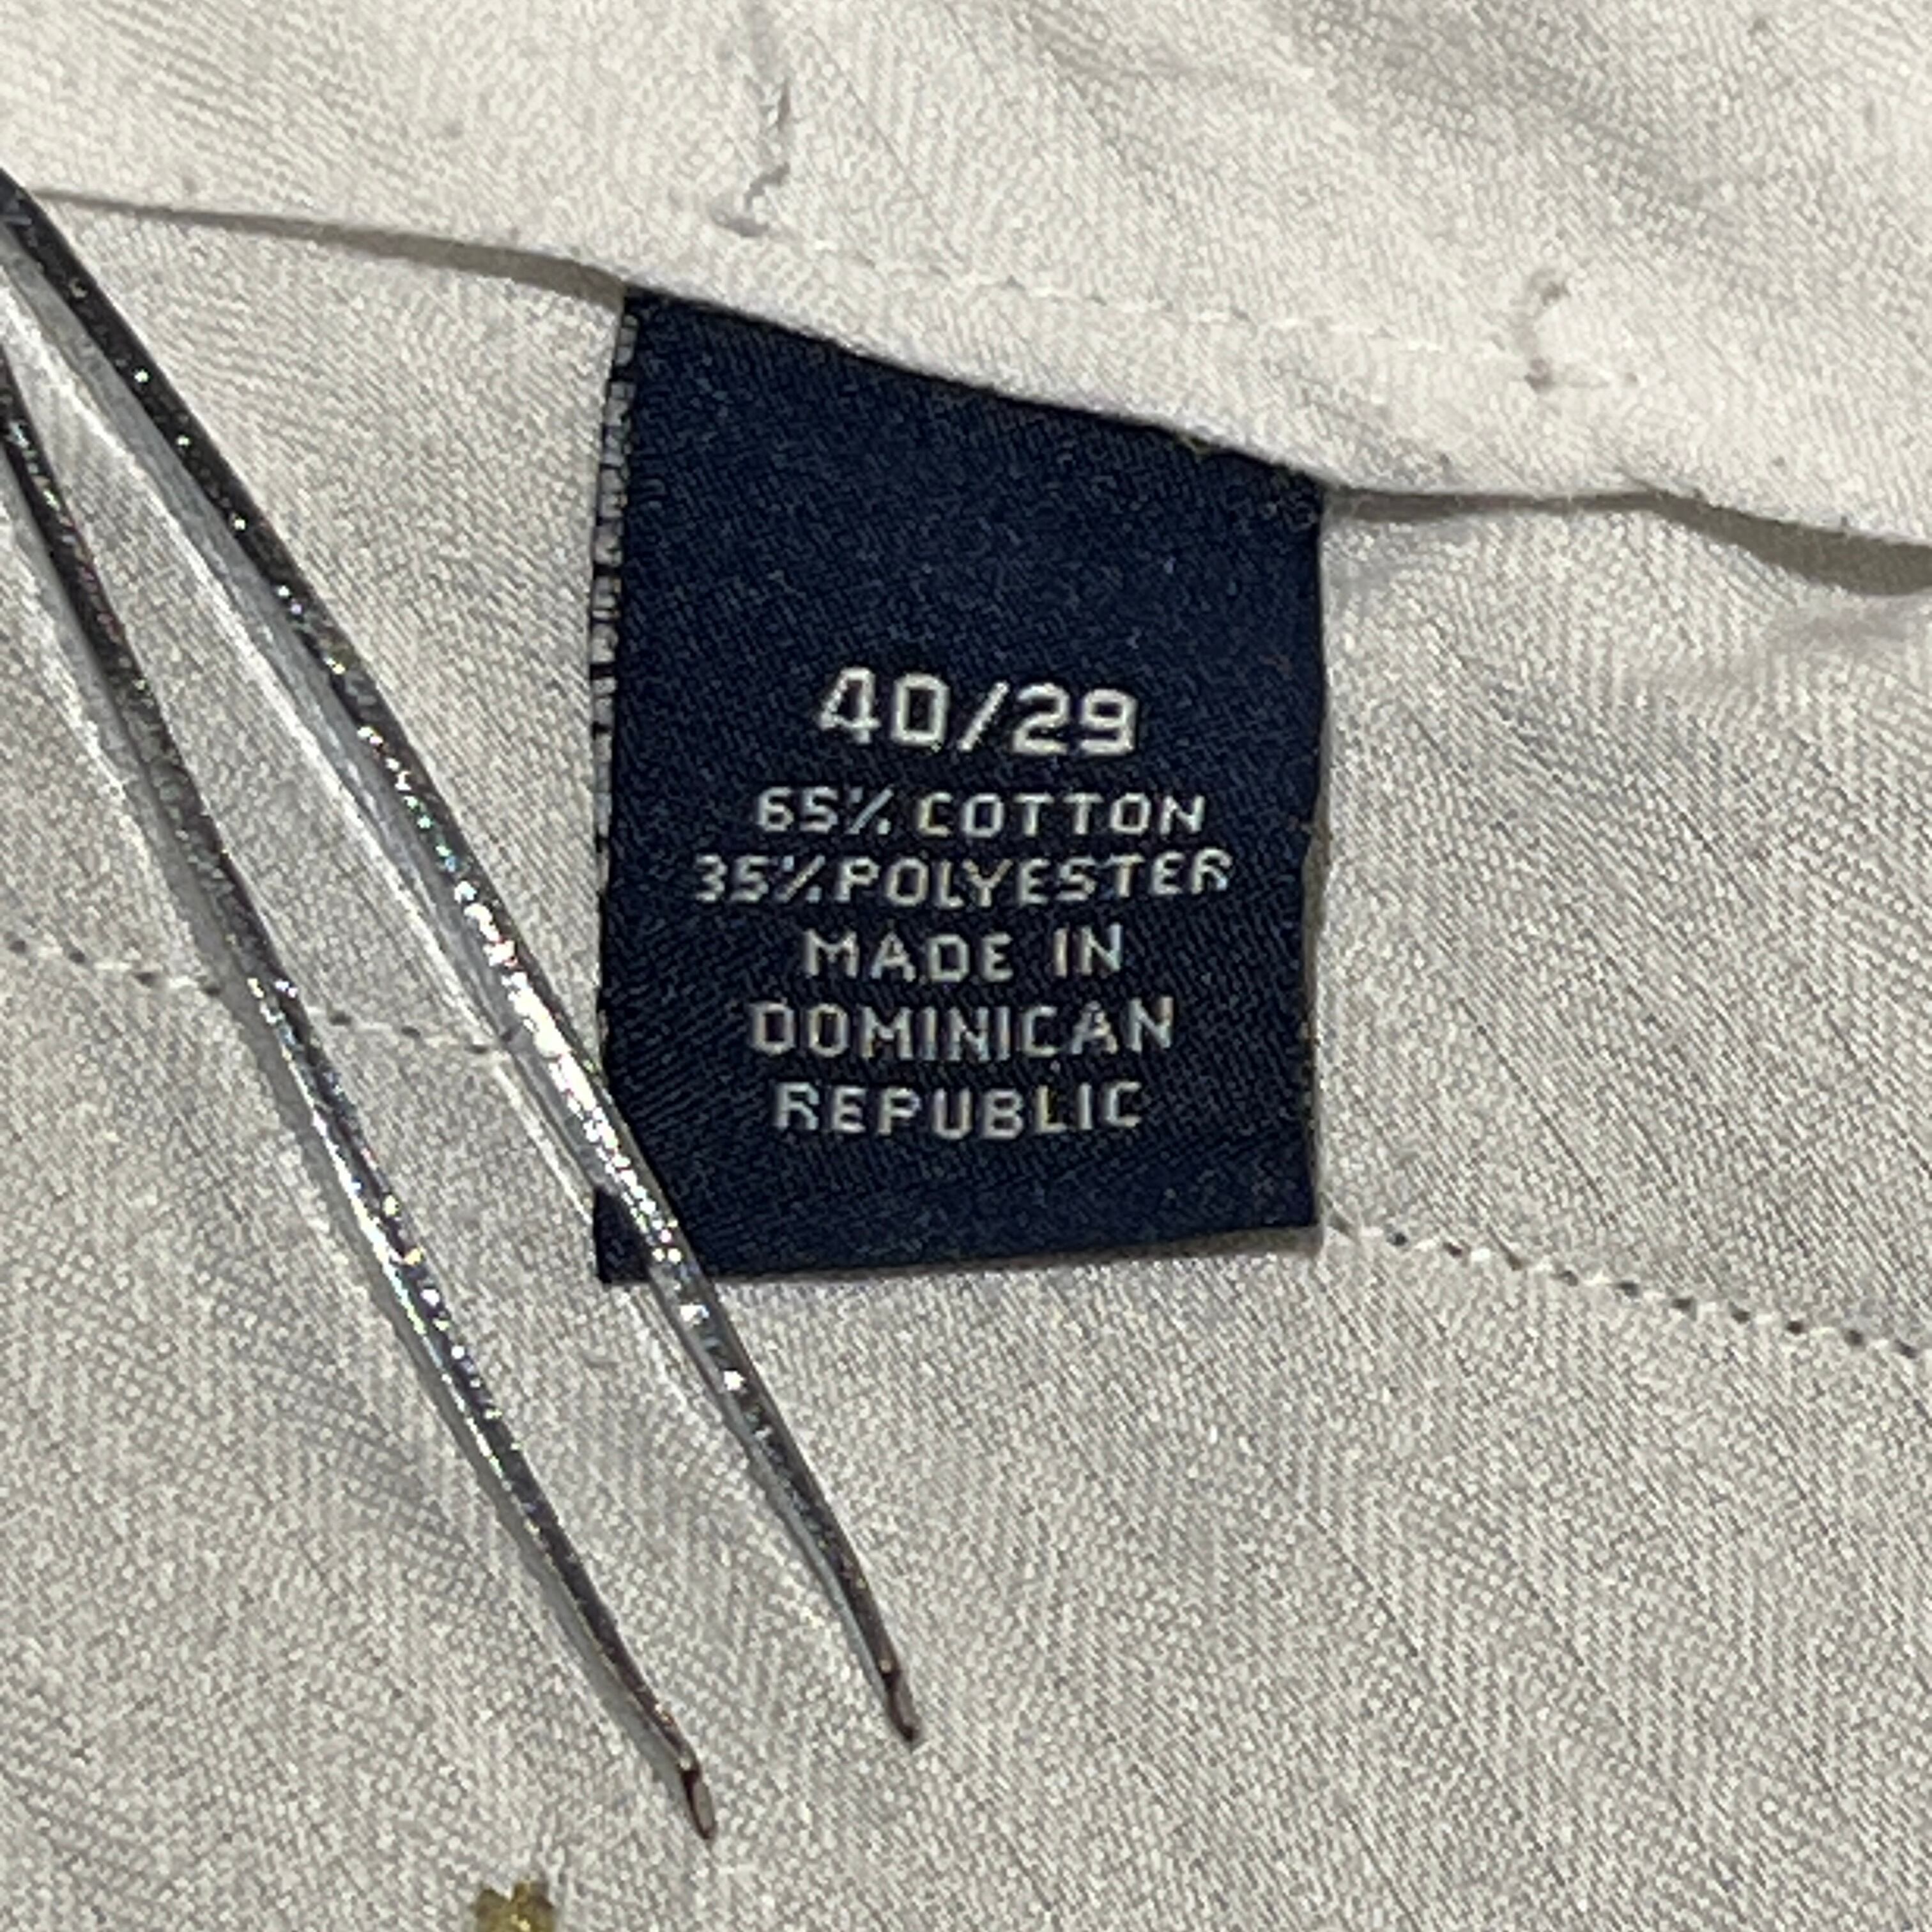 40/29
65% COTTON
35% POLYESTER
MADE IN
DOMINICAN
REPUBLIC